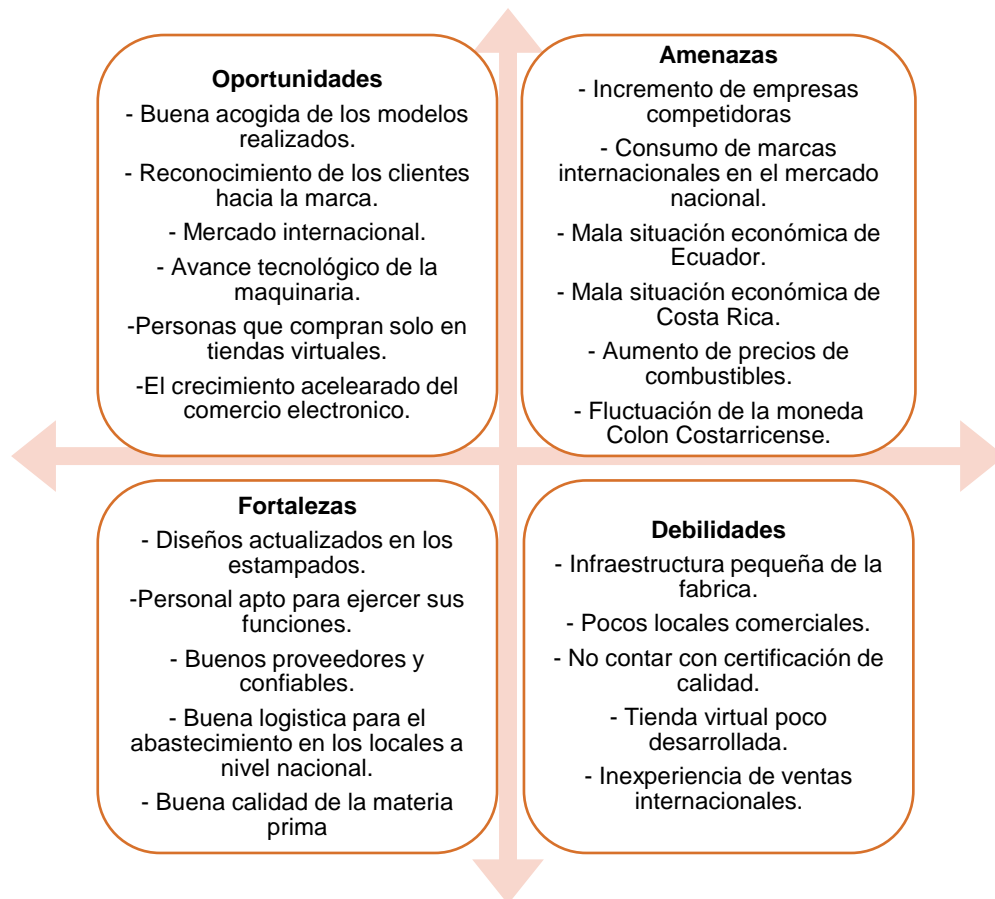 Oportunidades
- Buena acogida de los modelos
realizados.
- Reconocimiento de los clientes
hacia la marca.
- Mercado internacional.
- Avance tecnológico de la
maquinaria.
-Personas que compran solo en
tiendas virtuales.
-El crecimiento acelearado del
comercio electronico.
Amenazas
- Incremento de empresas
competidoras
- Consumo de marcas
internacionales en el mercado
nacional.
- Mala situación económica de
Ecuador.
- Mala situación económica de
Costa Rica.
- Aumento de precios de
combustibles.
- Fluctuación de la moneda
Colon Costarricense.
Fortalezas
- Diseños actualizados en los
estampados.
-Personal apto para ejercer sus
funciones.
- Buenos proveedores y
confiables.
- Buena logistica para el
abastecimiento en los locales a
nivel nacional.
- Buena calidad de la materia
prima
Debilidades
- Infraestructura pequeña de la
fabrica.
- Pocos locales comerciales.
- No contar con certificación de
calidad.
- Tienda virtual poco
desarrollada.
- Inexperiencia de ventas
internacionales.